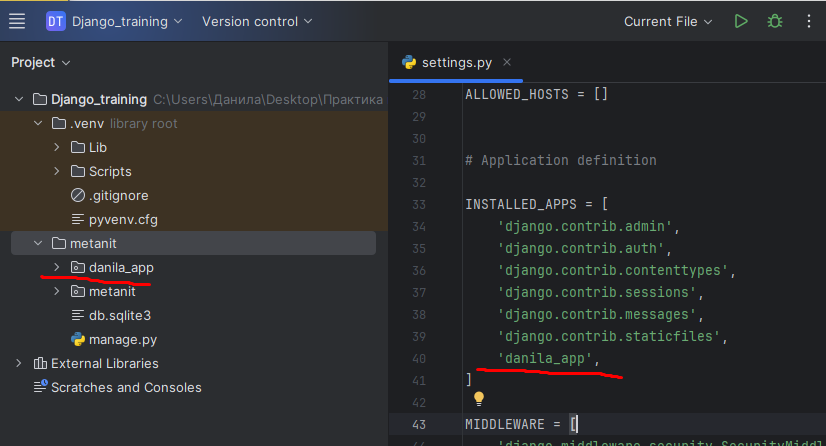 DT Django_training Version control Current File
Project
settings.py
Django_training C:\Users\Данила\Desktop\Практика
.venv library root
Lib
Scripts
.gitignore
pyvenv.cfg
metanit
danila_app
metanit
db.sqlite3
manage.py
External Libraries
Scratches and Consoles
28 ALLOWED_HOSTS = []
29
30
31 # Application definition
32
33 INSTALLED_APPS = [
34 'django.contrib.admin',
35 'django.contrib.auth',
36 'django.contrib.contenttypes',
37 'django.contrib.sessions',
38 'django.contrib.messages',
39 'django.contrib.staticfiles',
40 'danila_app',
41 ]
42
43 MIDDLEWARE = [